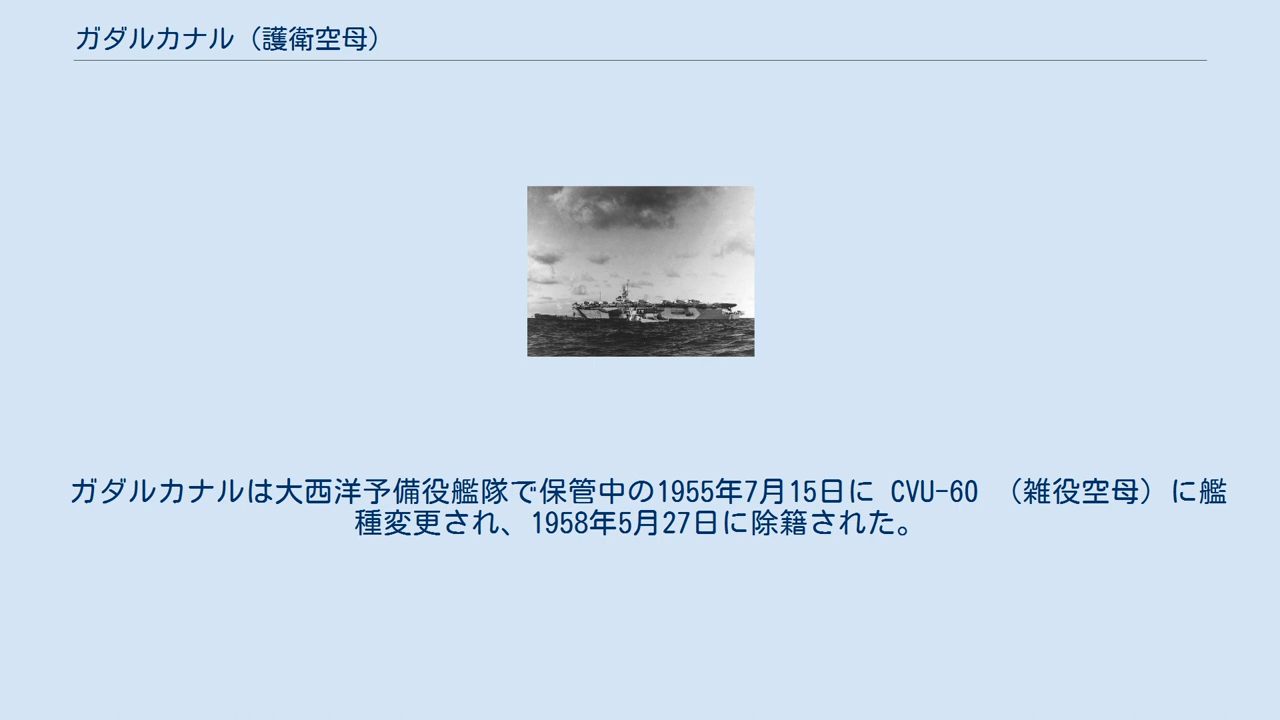 ガダルカナル（護衛空母）
ガダルカナルは大西洋予備役艦隊で保管中の1955年7月15日に CVU-60 （雑役空母）に艦
種変更され、1958年5月27日に除籍された。